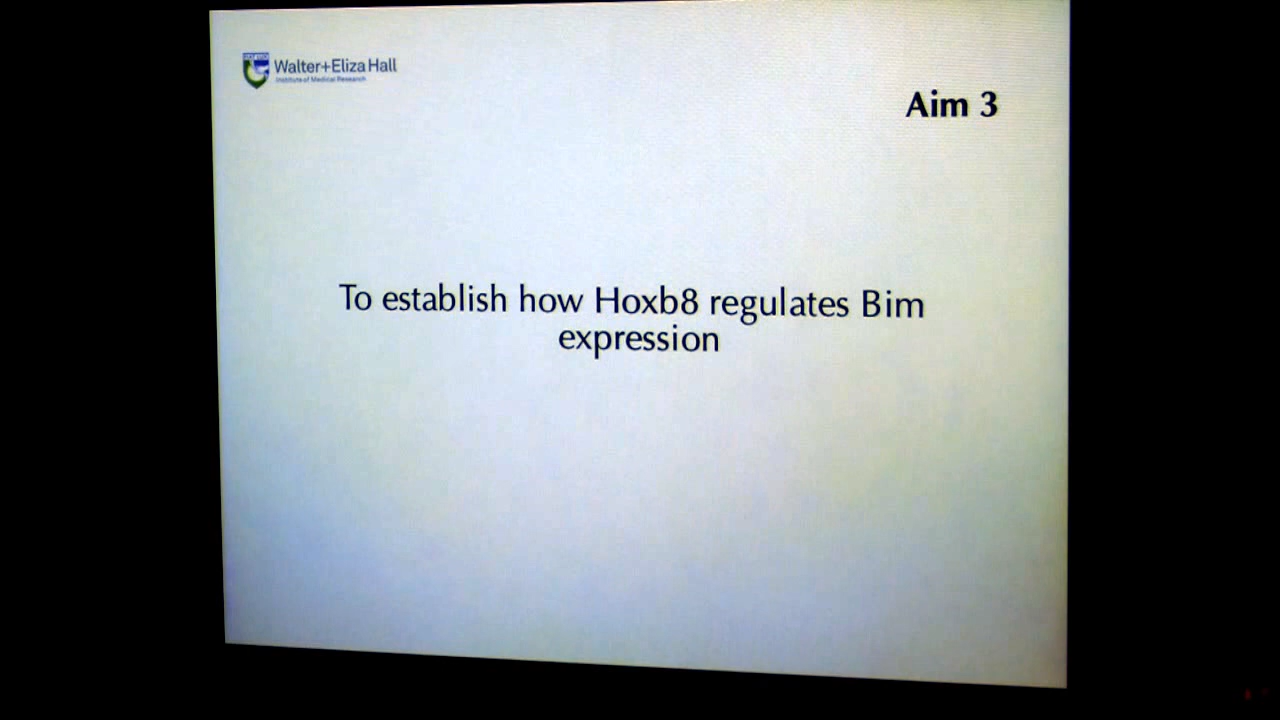 Walter+Eliza Hall
Institute of Medical Research
Aim 3
To establish how Hoxb8 regulates Bim
expression